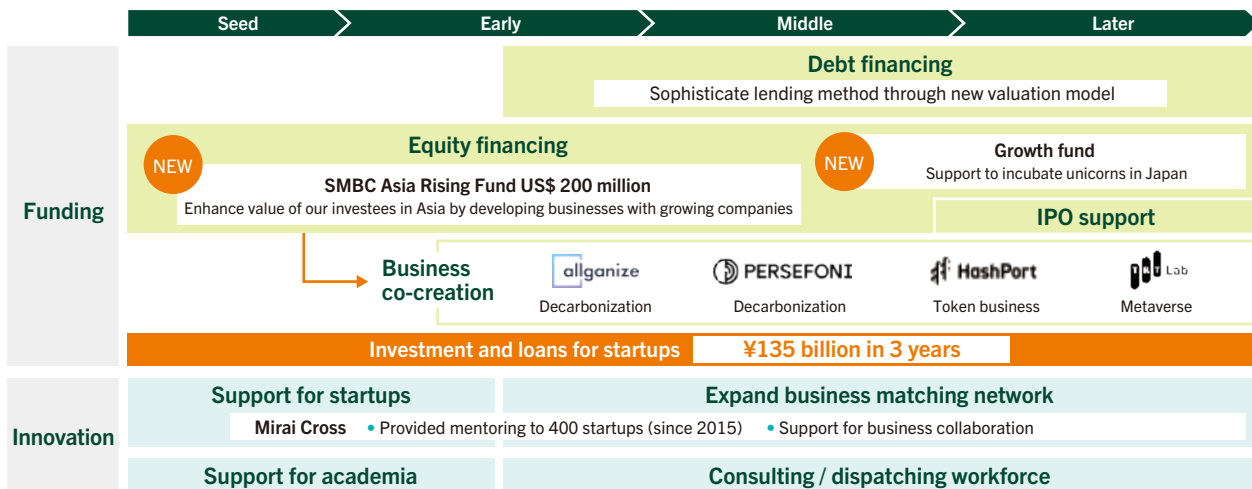 Seed
Early
Middle
Later
Funding
Debt financing
Sophisticate lending method through new valuation model
NEW
Equity financing
SMBC Asia Rising Fund US$ 200 million
Enhance value of our investees in Asia by developing businesses with growing companies
NEW
Growth fund
Support to incubate unicorns in Japan
IPO support
Business
co-creation
allganize
Decarbonization
PERSEFONI
Decarbonization
HashPort
Token business
Lab
Metaverse
Investment and loans for startups ¥135 billion in 3 years
Innovation
Support for startups
Expand business matching network
Mirai Cross • Provided mentoring to 400 startups (since 2015) • Support for business collaboration
Support for academia
Consulting / dispatching workforce